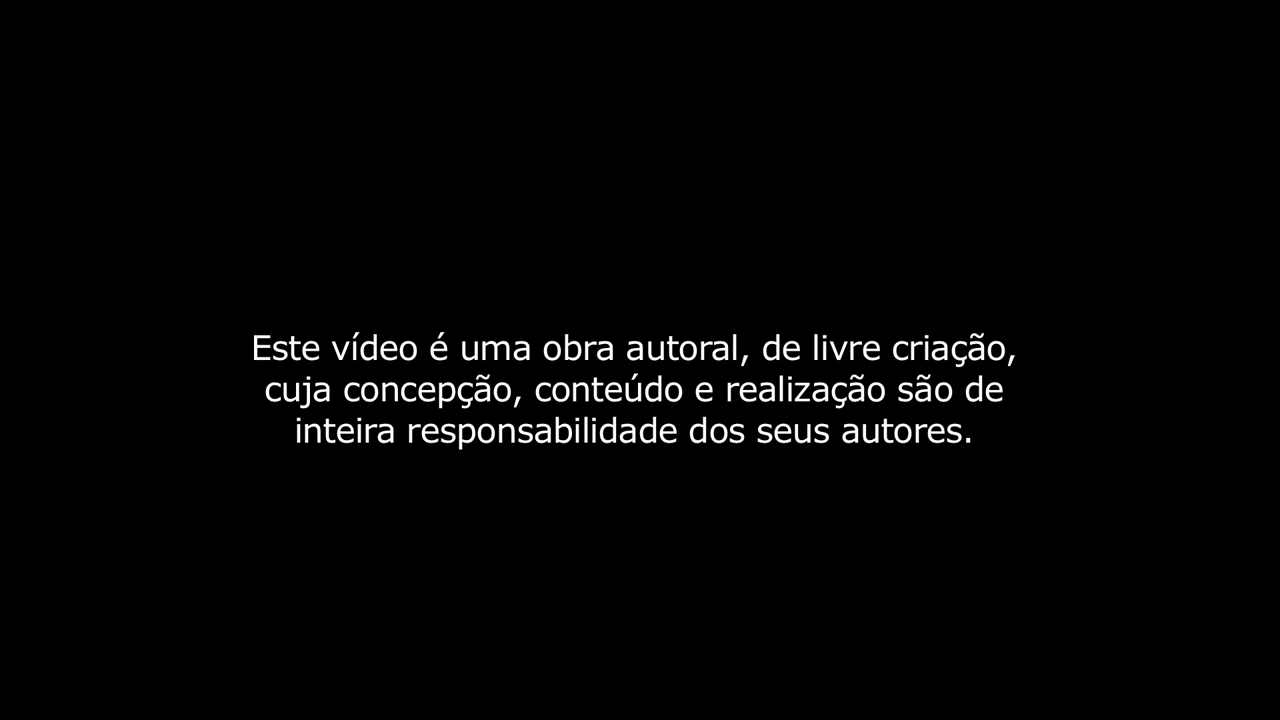 Este vídeo é uma obra autoral, de livre criação,
cuja concepção, conteúdo e realização são de
inteira responsabilidade dos seus autores.